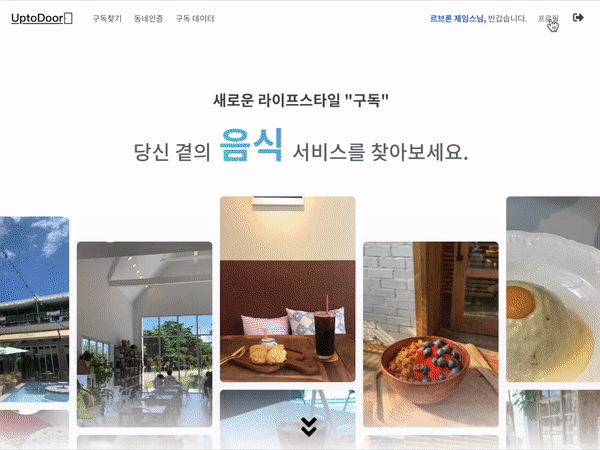 UptoDoor
구독찾기 동네인증 구독 데이터
르브론 제임스님, 반갑습니다. 프로필
새로운 라이프스타일 "구독"
당신 곁의 음식 서비스를 찾아보세요.